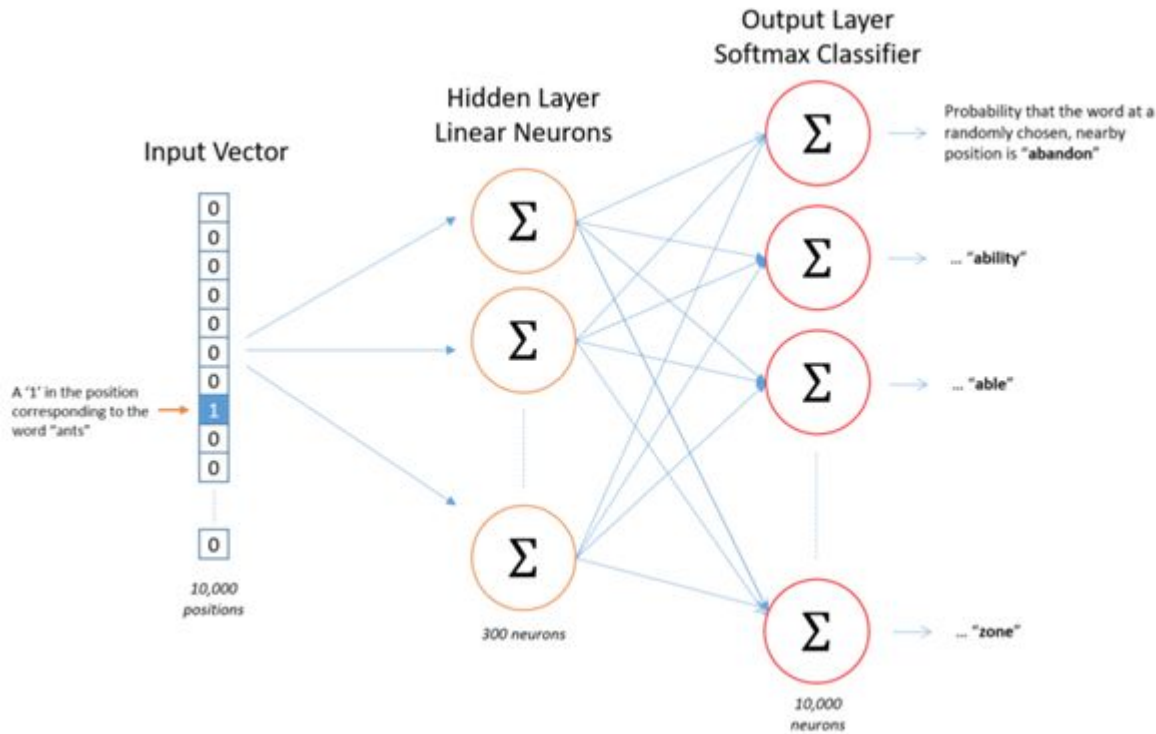 Output Layer
Softmax Classifier
Hidden Layer
Linear Neurons
Input Vector
0
0
0
0
0
0
0
1
0
0
0
A ‘1’ in the position
corresponding to the
word “ants”
10,000
positions
Σ
Σ
Σ
300 neurons
Σ
Σ
Σ
Σ
10,000
neurons
Probability that the word at a
randomly chosen, nearby
position is “abandon”
... “ability”
... “able”
... “zone”